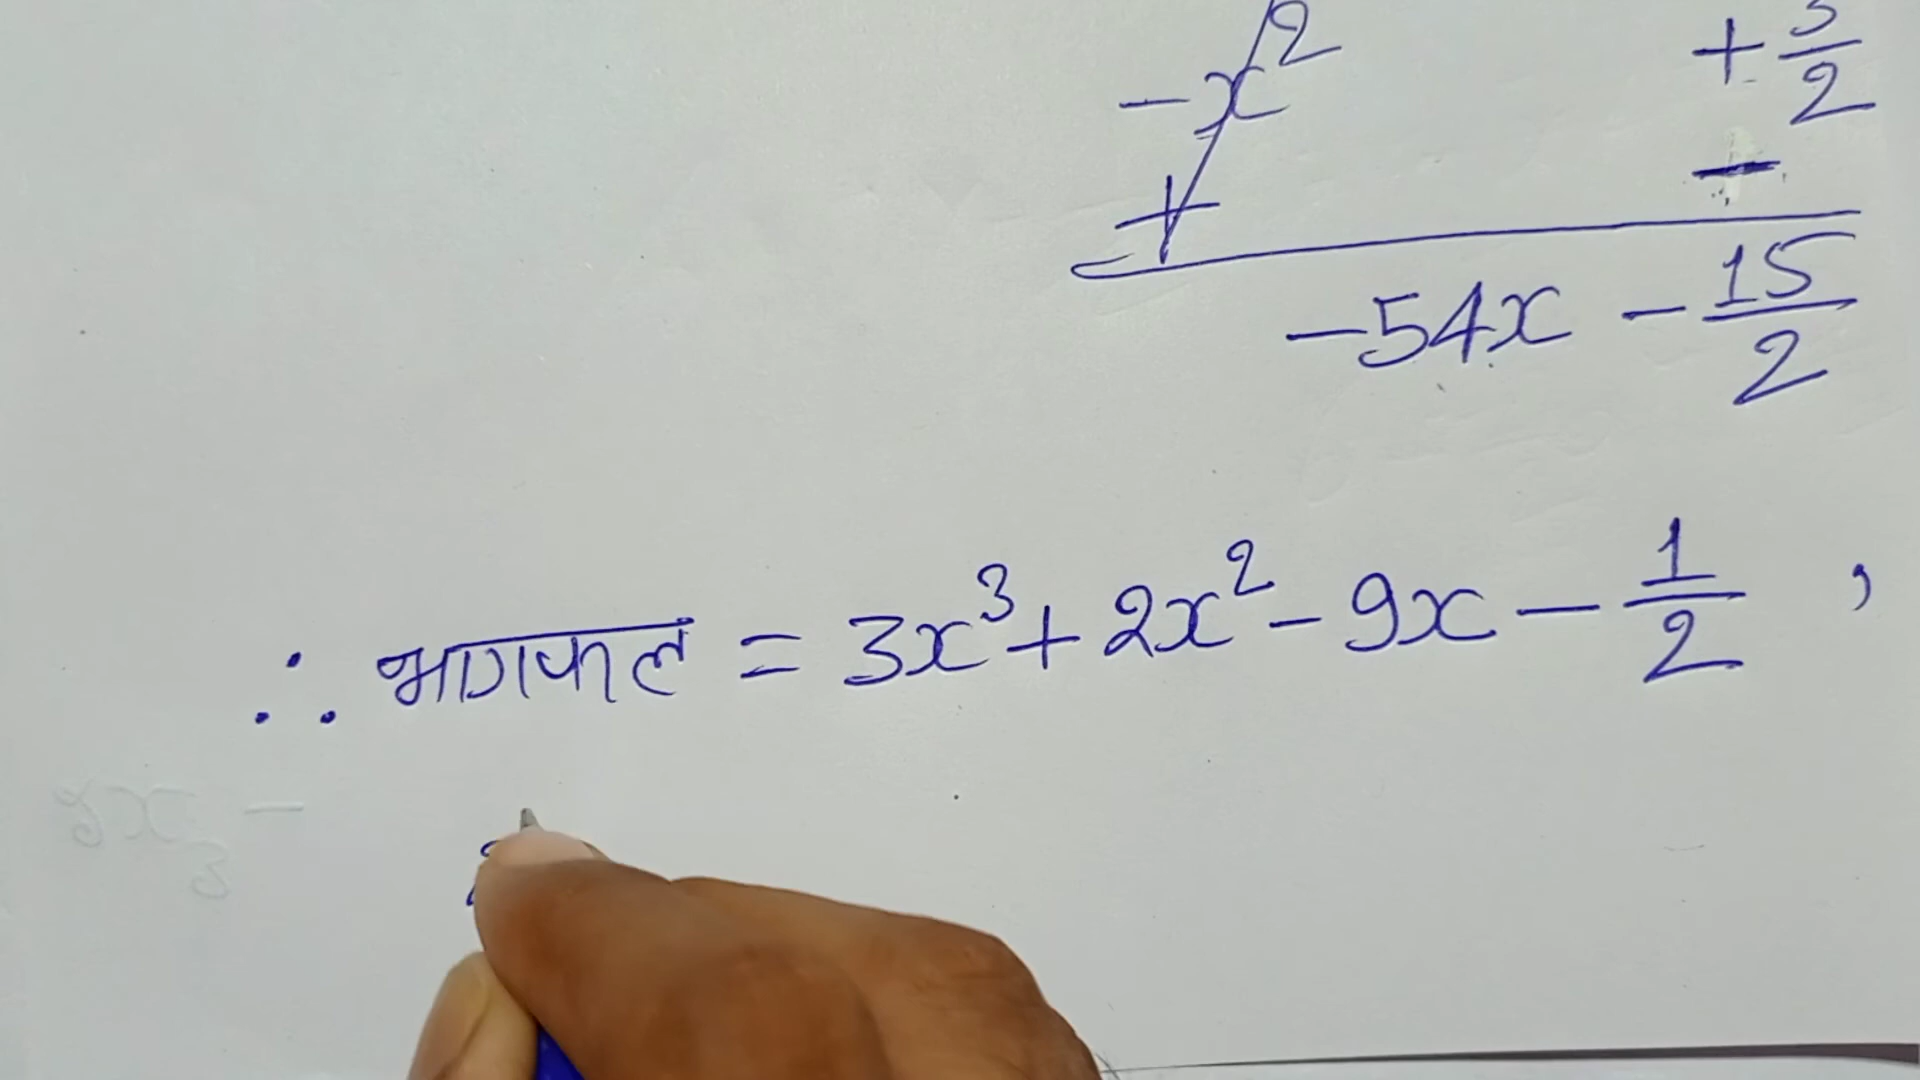 -x² + 3/2
+ -
-54x - 15/2
∴ भागफल = 3x³ + 2x² - 9x - 1/2 ,